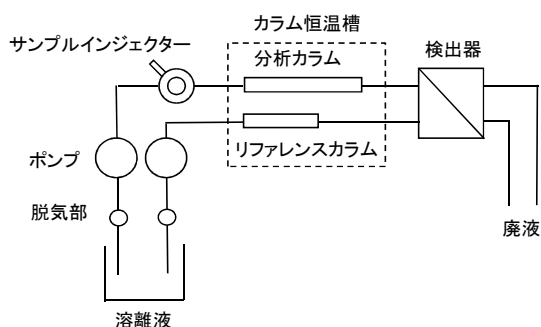 カラム恒温槽
サンプルインジェクター
分析カラム
検出器
リファレンスカラム
ポンプ
脱気部
廃液
溶離液